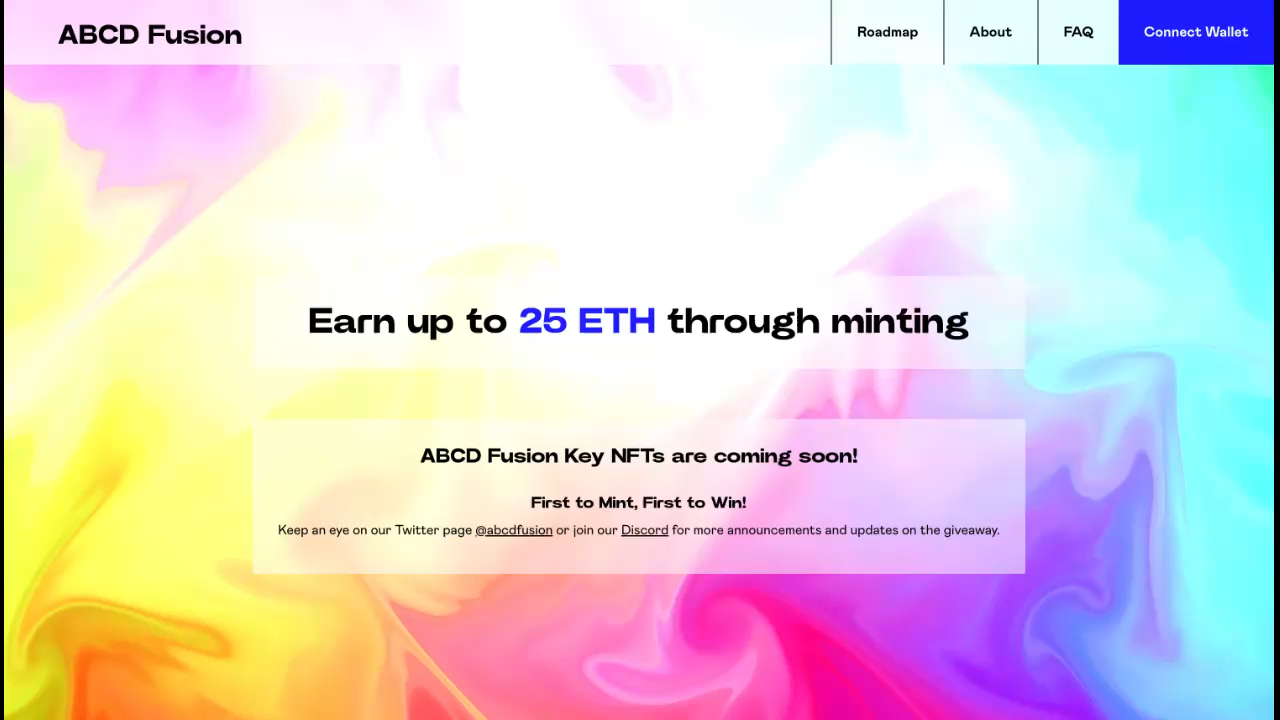 ABCD Fusion
Roadmap
About
FAQ
Connect Wallet
Earn up to 25 ETH through minting
ABCD Fusion Key NFTs are coming soon!
First to Mint, First to Win!
Keep an eye on our Twitter page @abcdfusion or join our Discord for more announcements and updates on the giveaway.